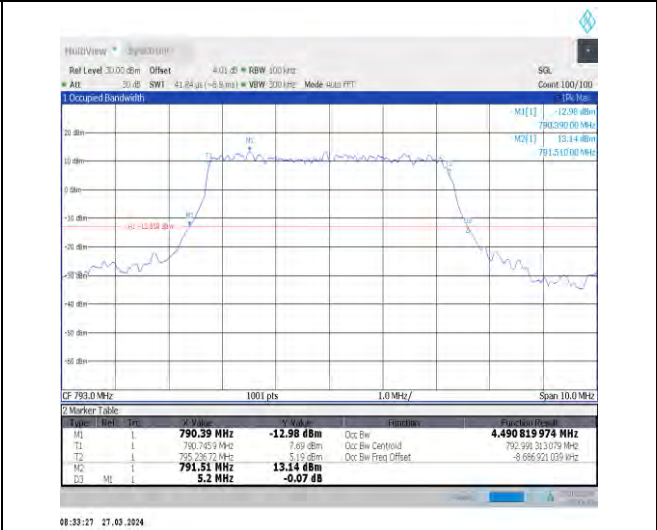 MultiView Spectrum
Ref Level 30.00 dBm Offset 4.01 dB RBW 100 kHz SGL
Att 30 dB SWT 41.84 µs (~6.9 ms) VBW 300 kHz Mode Auto FFT Count 100/100
1 Occupied Bandwidth 1Pk Max
M1[1] -12.98 dBm
790.390 00 MHz
M2[1] 13.14 dBm
791.510 00 MHz
20 dBm
M2
T1
10 dBm
0 dBm
-10 dBm
M1
-20 dBm
-30 dBm
-40 dBm
-50 dBm
-60 dBm
CF 793.0 MHz 1001 pts 1.0 MHz/ Span 10.0 MHz
2 Marker Table
Type Ref Trc X Value Y Value Function Function Result
M1 1 790.39 MHz -12.98 dBm Occ Bw 4.490 819 974 MHz
T1 1 790.7459 MHz 7.69 dBm Occ Bw Centroid 792.991 313 079 MHz
T2 1 795.23672 MHz 5.19 dBm Occ Bw Freq Offset -8.686 921 039 kHz
M2 1 791.51 MHz 13.14 dBm
D3 M1 1 5.2 MHz -0.07 dB
08:33:27 27.03.2024